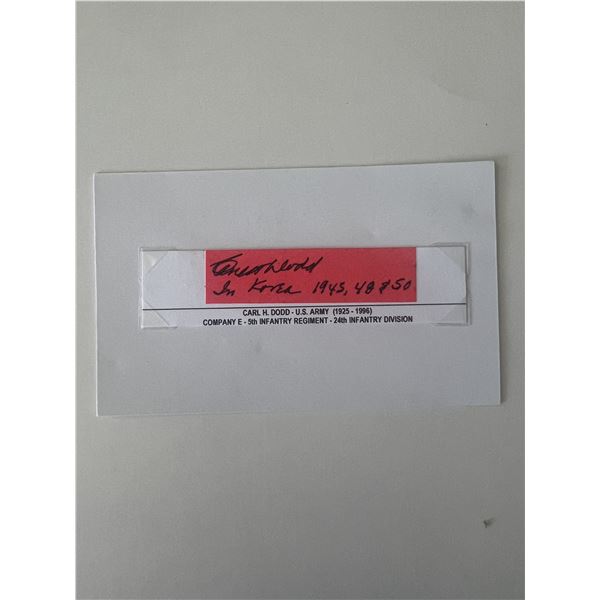 Carl H Dodd
In Korea 1945, 48 & 50
CARL H. DODD - U.S. ARMY (1925 - 1996)
COMPANY E - 5th INFANTRY REGIMENT - 24th INFANTRY DIVISION